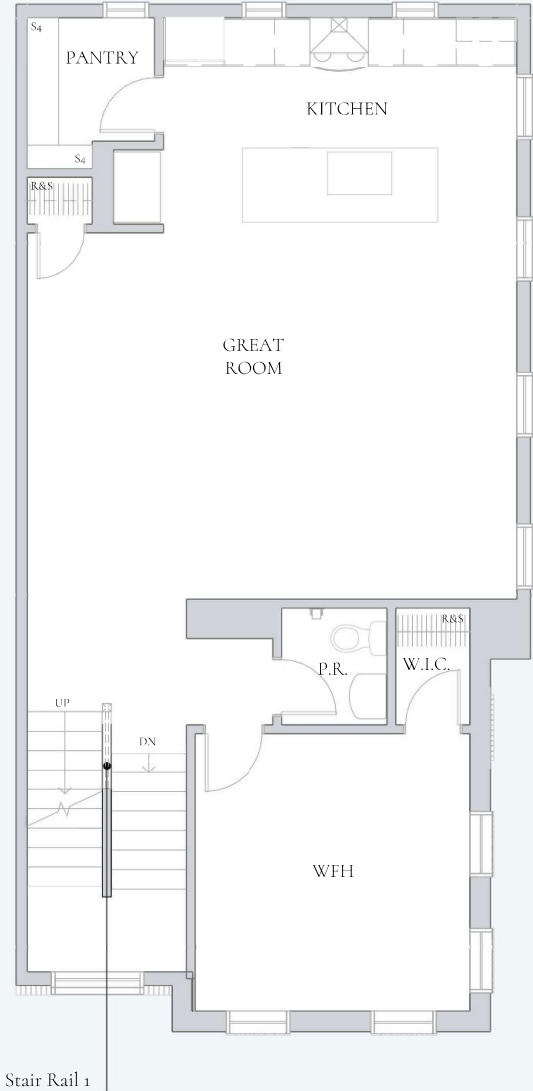 S4
PANTRY
S4
R&S
KITCHEN
GREAT
ROOM
R&S
P.R.
W.I.C.
UP
DN
WFH
Stair Rail 1